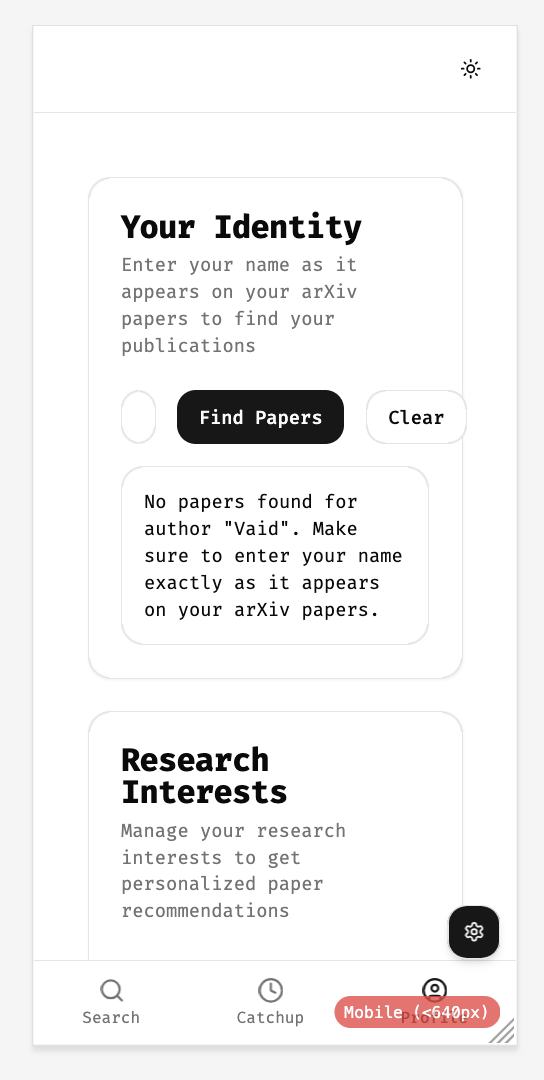 Your Identity
Enter your name as it
appears on your arXiv
papers to find your
publications
Find Papers
Clear
No papers found for
author "Vaid". Make
sure to enter your name
exactly as it appears
on your arXiv papers.
Research
Interests
Manage your research
interests to get
personalized paper
recommendations
Search
Catchup
Profile
Mobile (<640px)